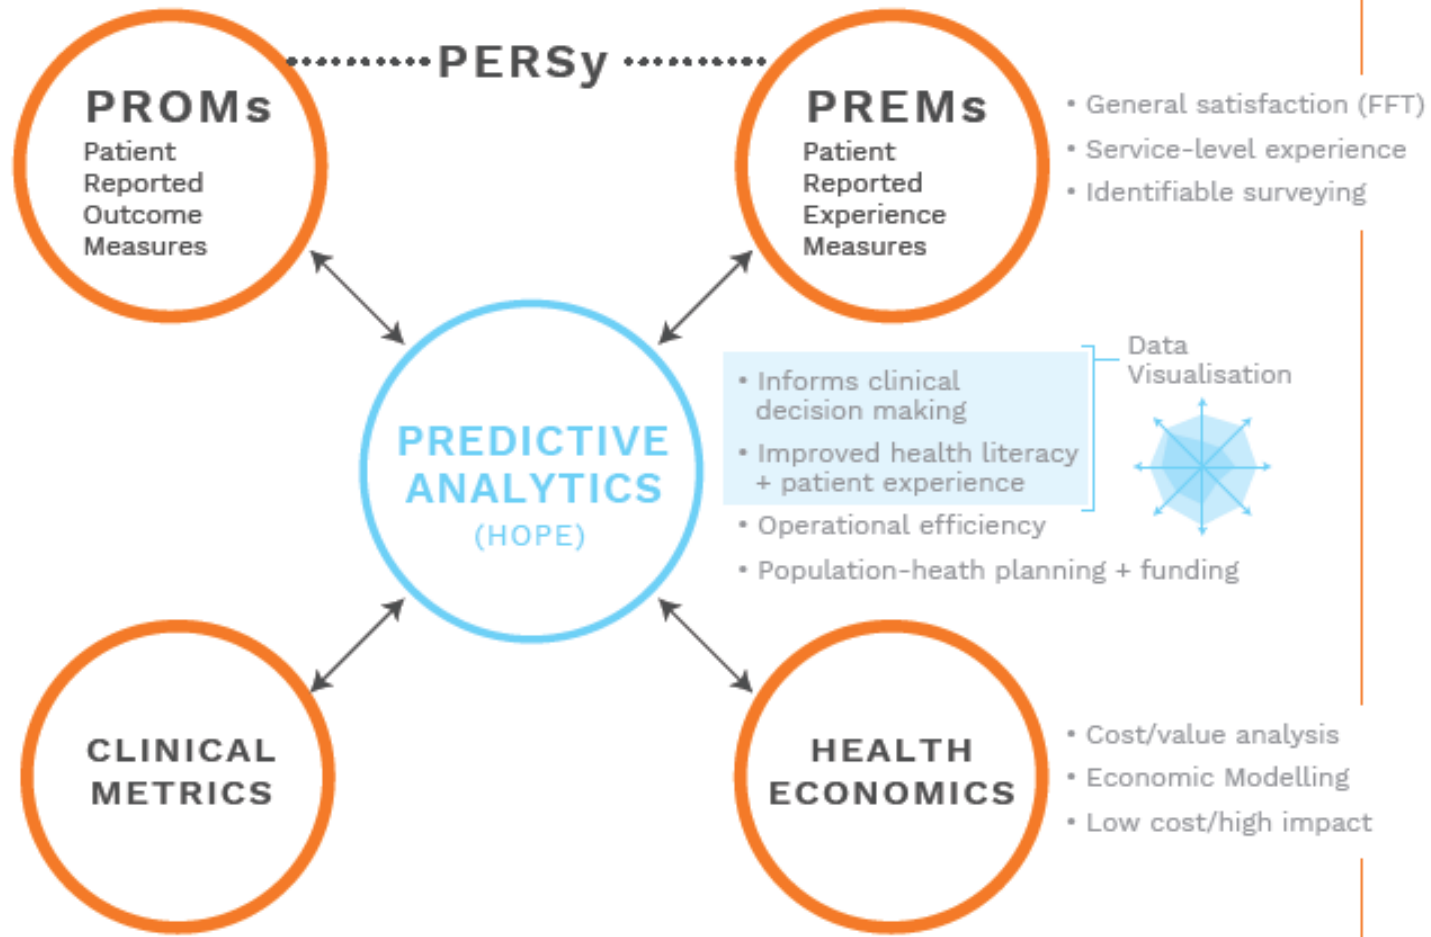 PERSy
PROMs
Patient
Reported
Outcome
Measures
PREMs
Patient
Reported
Experience
Measures
• General satisfaction (FFT)
• Service-level experience
• Identifiable surveying
PREDICTIVE
ANALYTICS
(HOPE)
• Informs clinical
decision making
• Improved health literacy
+ patient experience
• Operational efficiency
• Population-heath planning + funding
Data
Visualisation
CLINICAL
METRICS
HEALTH
ECONOMICS
• Cost/value analysis
• Economic Modelling
• Low cost/high impact